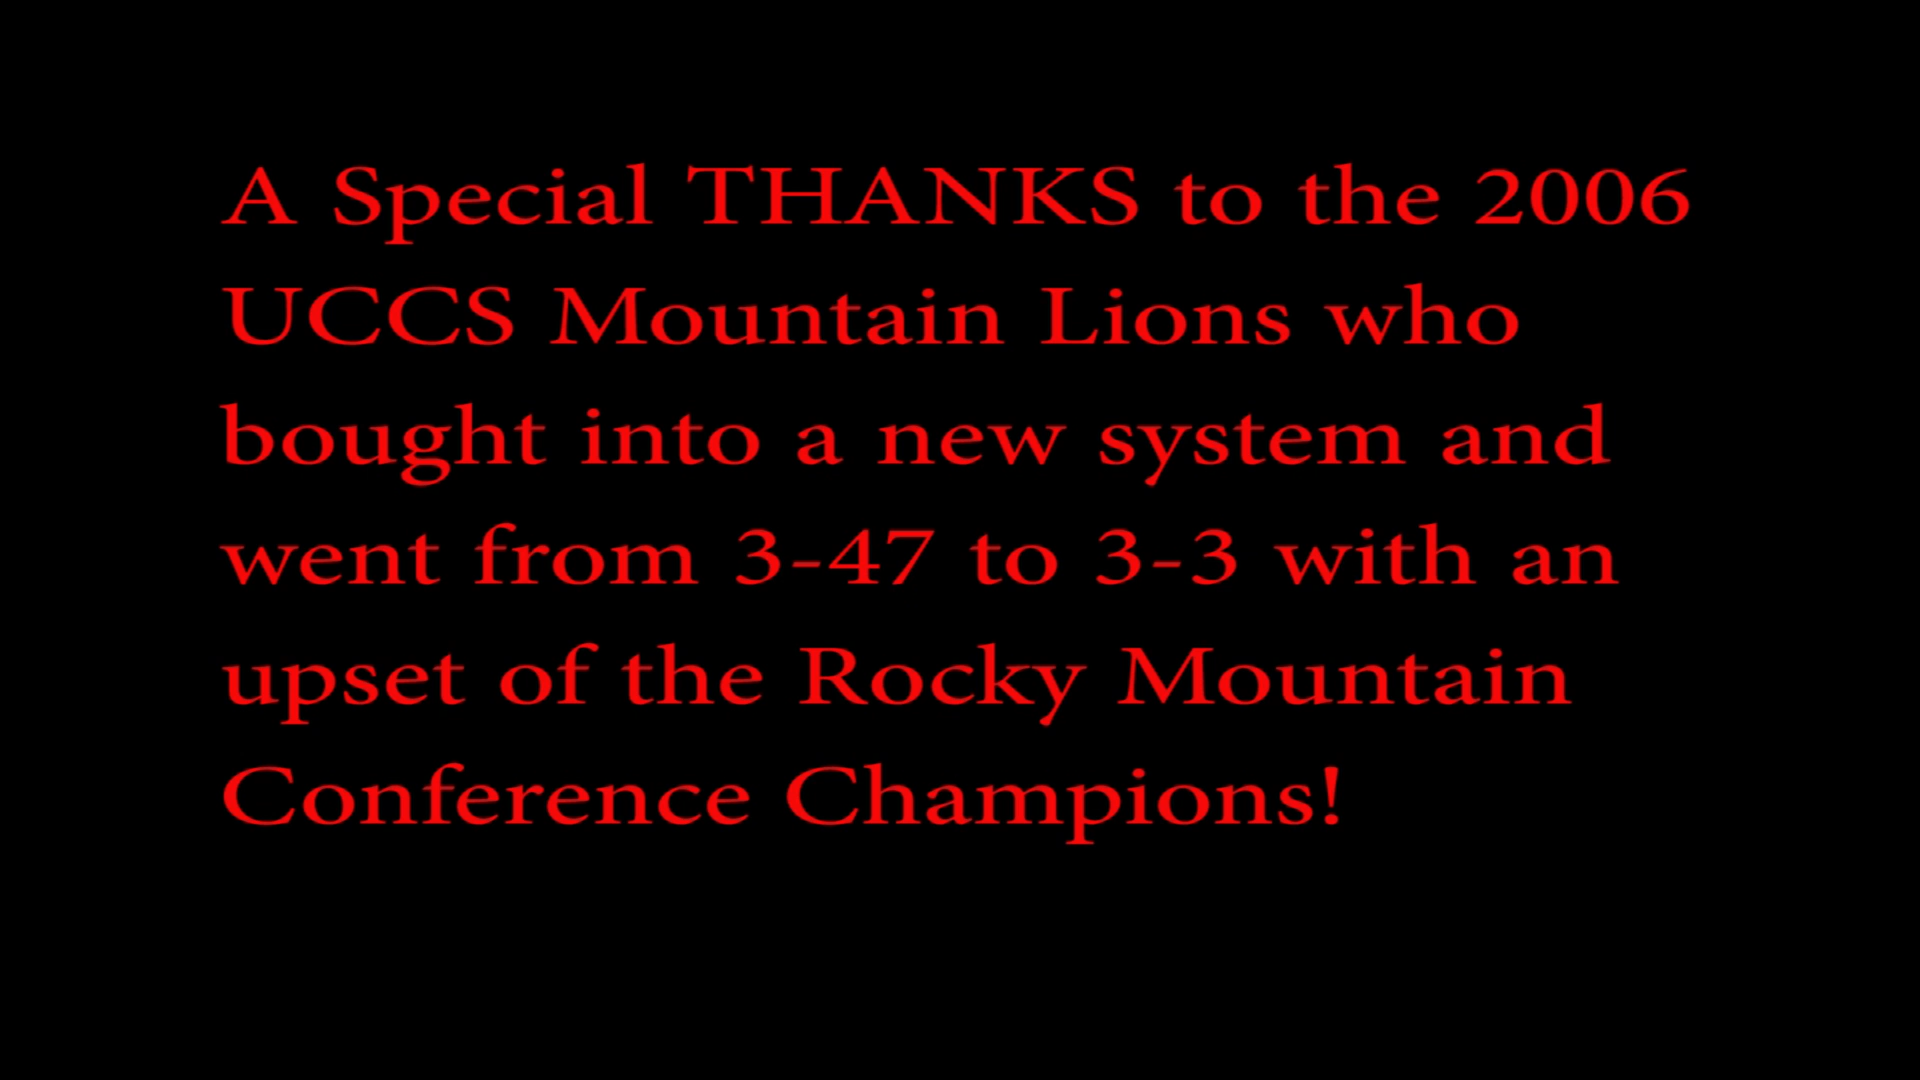 A Special THANKS to the 2006
UCCS Mountain Lions who
bought into a new system and
went from 3-47 to 3-3 with an
upset of the Rocky Mountain
Conference Champions!